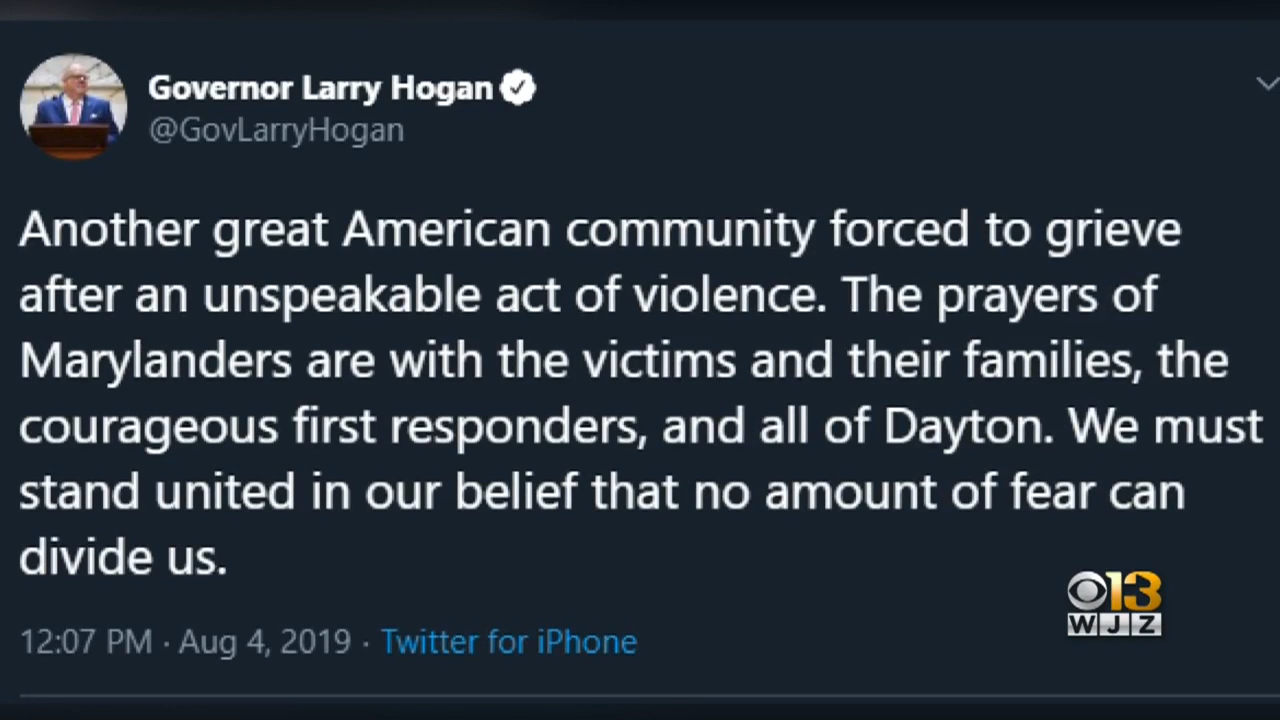 Governor Larry Hogan
@GovLarryHogan
Another great American community forced to grieve
after an unspeakable act of violence. The prayers of
Marylanders are with the victims and their families, the
courageous first responders, and all of Dayton. We must
stand united in our belief that no amount of fear can
divide us.
12:07 PM · Aug 4, 2019 · Twitter for iPhone
13
WJZ